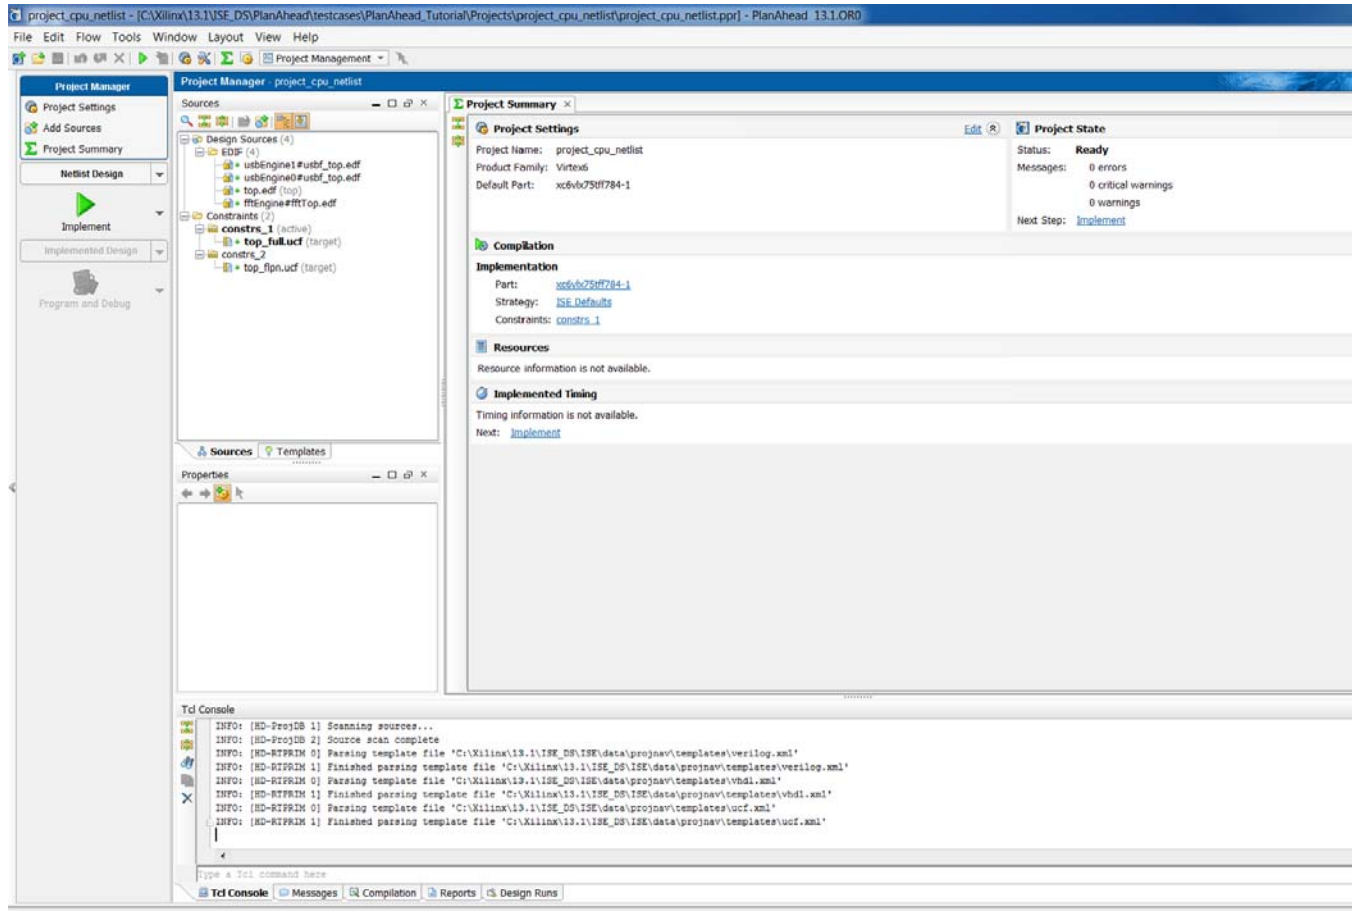 project_cpu_netlist - [C:\Xilinx\13.1\ISE_DS\PlanAhead\testcases\PlanAhead_Tutorial\Projects\project_cpu_netlist\project_cpu_netlist.ppr] - PlanAhead 13.1.OR0
File Edit Flow Tools Window Layout View Help
Project Management
Project Manager
Project Settings
Add Sources
Project Summary
Netlist Design
Implement
Implemented Design
Program and Debug
Project Manager - project_cpu_netlist
Sources
Design Sources (4)
EDIF (4)
usbEngine1#usbf_top.edf
usbEngine0#usbf_top.edf
top.edf (top)
fftEngine#fftTop.edf
Constraints (2)
constrs_1 (active)
top_full.ucf (target)
constrs_2
top_flpn.ucf (target)
Sources Templates
Properties
Project Summary
Project Settings Edit
Project Name: project_cpu_netlist
Product Family: Virtex6
Default Part: xc6vlx75tff784-1
Project State
Status: Ready
Messages: 0 errors
0 critical warnings
0 warnings
Next Step: Implement
Compilation
Implementation
Part: xc6vlx75tff784-1
Strategy: ISE Defaults
Constraints: constrs_1
Resources
Resource information is not available.
Implemented Timing
Timing information is not available.
Next: Implement
Tcl Console
INFO: [HD-ProjDB 1] Scanning sources...
INFO: [HD-ProjDB 2] Source scan complete
INFO: [HD-RTPRIM 0] Parsing template file 'C:\Xilinx\13.1\ISE_DS\ISE\data\projnav\templates\verilog.xml'
INFO: [HD-RTPRIM 1] Finished parsing template file 'C:\Xilinx\13.1\ISE_DS\ISE\data\projnav\templates\verilog.xml'
INFO: [HD-RTPRIM 0] Parsing template file 'C:\Xilinx\13.1\ISE_DS\ISE\data\projnav\templates\vhdl.xml'
INFO: [HD-RTPRIM 1] Finished parsing template file 'C:\Xilinx\13.1\ISE_DS\ISE\data\projnav\templates\vhdl.xml'
INFO: [HD-RTPRIM 0] Parsing template file 'C:\Xilinx\13.1\ISE_DS\ISE\data\projnav\templates\ucf.xml'
INFO: [HD-RTPRIM 1] Finished parsing template file 'C:\Xilinx\13.1\ISE_DS\ISE\data\projnav\templates\ucf.xml'
Type a Tcl command here
Tcl Console Messages Compilation Reports Design Runs